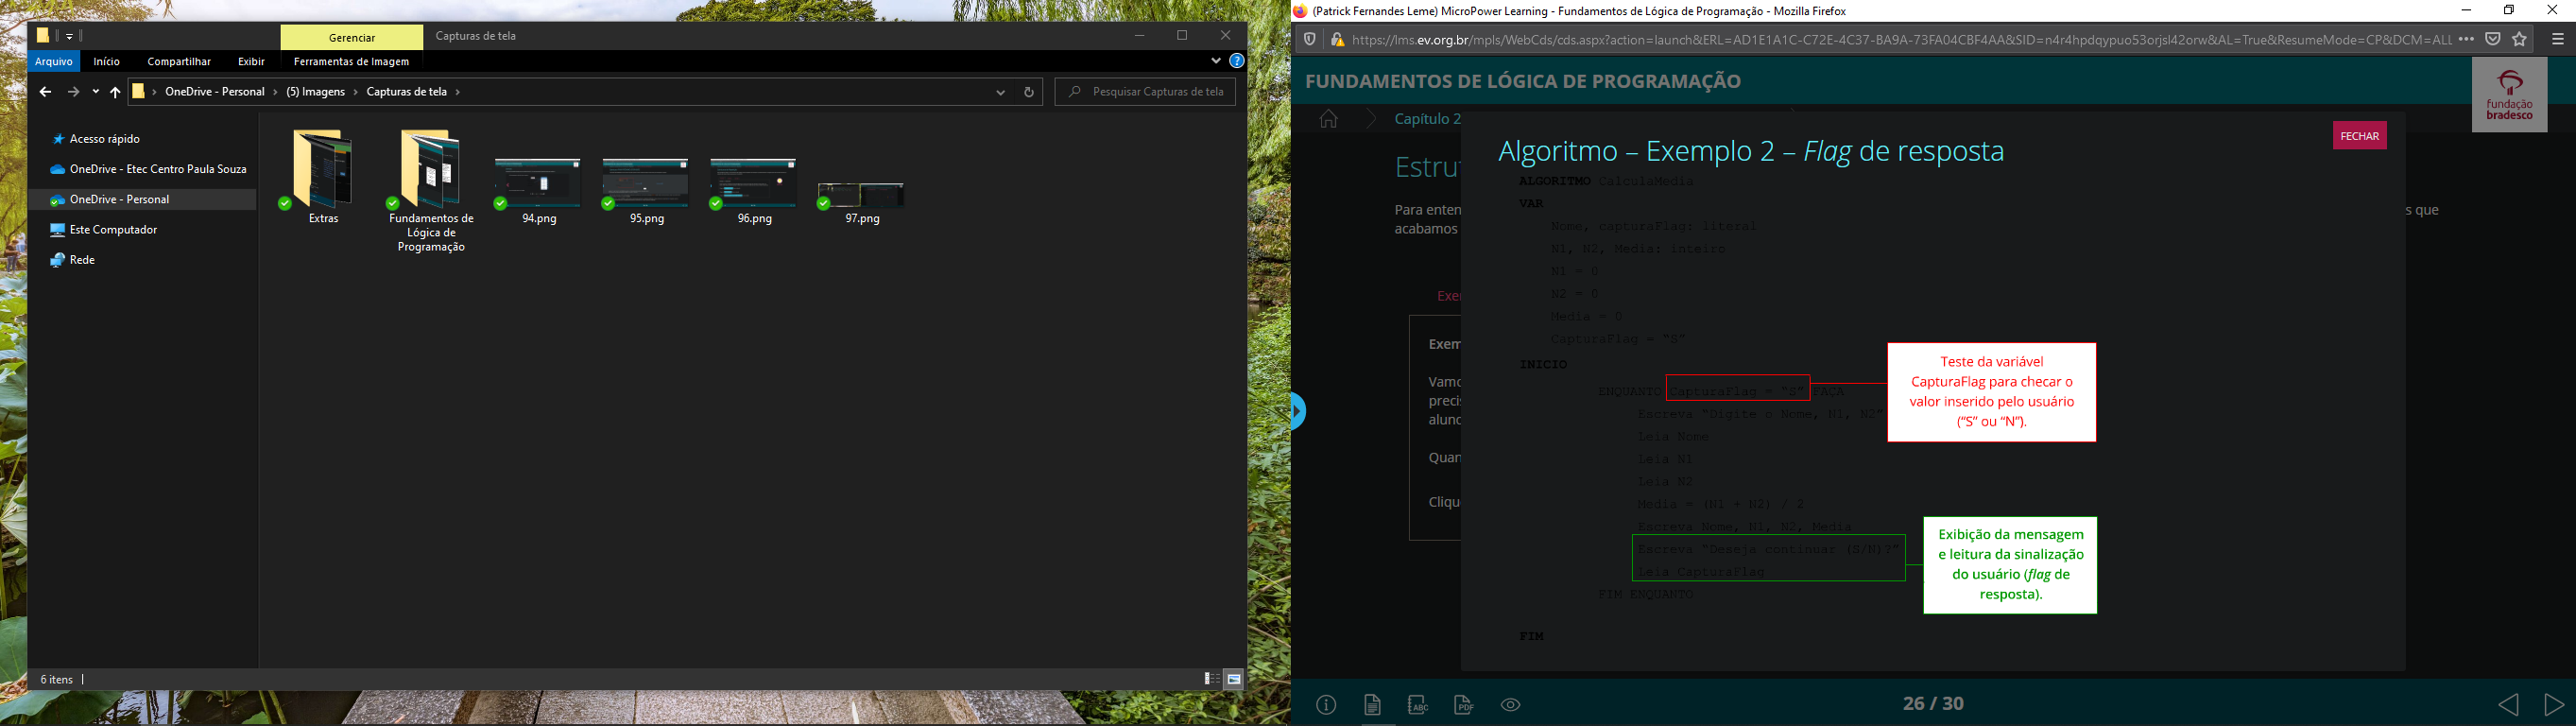 Gerenciar
Capturas de tela
Arquivo
Início
Compartilhar
Exibir
Ferramentas de Imagem
OneDrive - Personal
(5) Imagens
Capturas de tela
Pesquisar Capturas de tela
Acesso rápido
OneDrive - Etec Centro Paula Souza
OneDrive - Personal
Este Computador
Rede
Extras
Fundamentos de
Lógica de
Programação
94.png
95.png
96.png
97.png
6 itens
(Patrick Fernandes Leme) MicroPower Learning - Fundamentos de Lógica de Programação - Mozilla Firefox
https://lms.ev.org.br/mpls/WebCds/cds.aspx?action=launch&ERL=AD1E1A1C-C72E-4C37-BA9A-73FA04CBF4AA&SID=n4r4hpdqypuo53orjsl42orw&AL=True&ResumeMode=CP&DCM=ALL
FUNDAMENTOS DE LÓGICA DE PROGRAMAÇÃO
fundação
bradesco
Capítulo 2
FECHAR
Algoritmo – Exemplo 2 – Flag de resposta
Estru
Para enten
s que
acabamos
Exem
Vamo
preci
aluno
Quan
Cliqu
ALGORITMO CalculaMedia
VAR
Nome, capturaFlag: literal
N1, N2, Media: inteiro
N1 = 0
N2 = 0
Media = 0
CapturaFlag = "S"
INICIO
ENQUANTO CapturaFlag = "S" FAÇA
Escreva "Digite o Nome, N1, N2"
Leia Nome
Leia N1
Leia N2
Media = (N1 + N2) / 2
Escreva Nome, N1, N2, Media
Escreva "Deseja continuar (S/N)?"
Leia CapturaFlag
FIM ENQUANTO
FIM
Teste da variável
CapturaFlag para checar o
valor inserido pelo usuário
(“S” ou “N”).
Exibição da mensagem
e leitura da sinalização
do usuário (flag de
resposta).
ABC
PDF
26 / 30